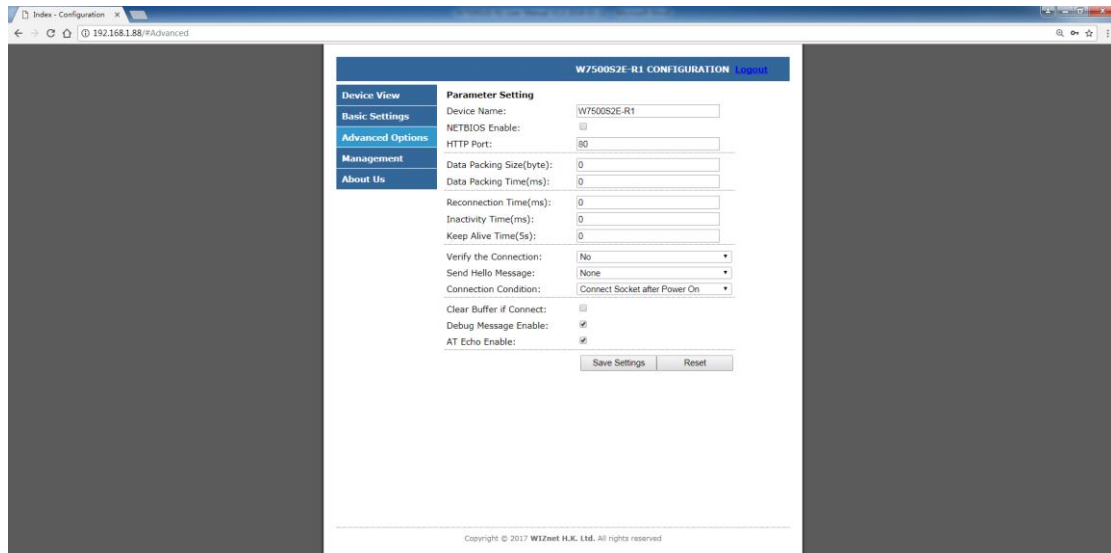 Index - Configuration
192.168.1.88/#Advanced
W7500S2E-R1 CONFIGURATION Logout
Device View
Basic Settings
Advanced Options
Management
About Us
Parameter Setting
Device Name: W7500S2E-R1
NETBIOS Enable:
HTTP Port: 80
Data Packing Size(byte): 0
Data Packing Time(ms): 0
Reconnection Time(ms): 0
Inactivity Time(ms): 0
Keep Alive Time(5s): 0
Verify the Connection: No
Send Hello Message: None
Connection Condition: Connect Socket after Power On
Clear Buffer if Connect:
Debug Message Enable:
AT Echo Enable:
Save Settings Reset
Copyright © 2017 WIZnet H.K. Ltd. All rights reserved